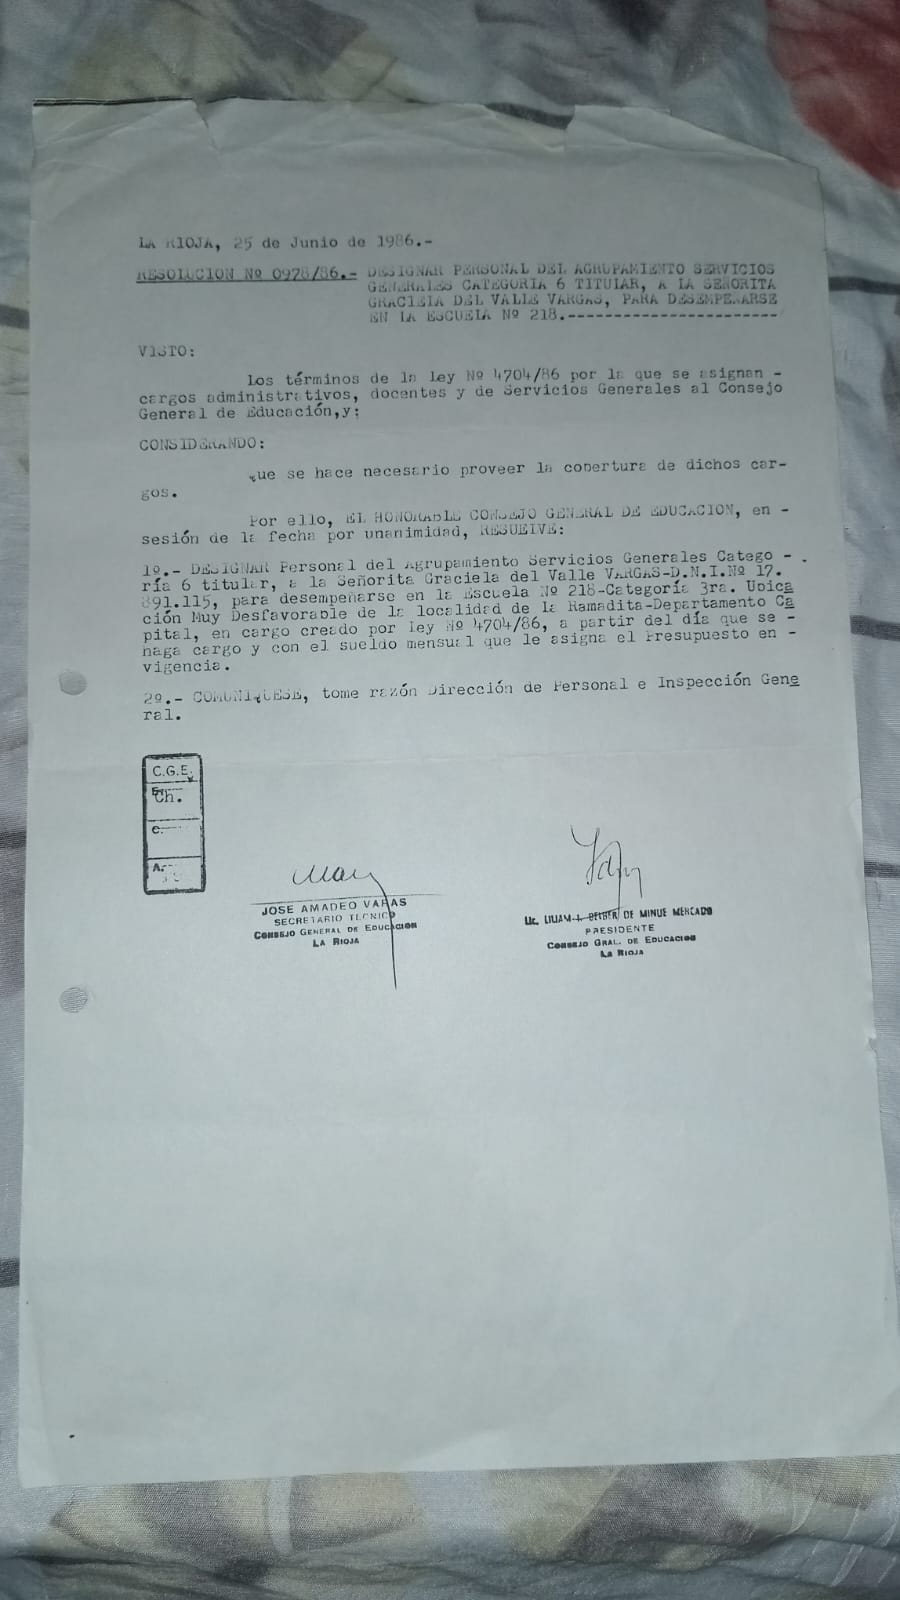 LA RIOJA, 25 de Junio de 1986.-
RESOLUCION Nº 0978/86.- DESIGNAR PERSONAL DEL AGRUPAMIENTO SERVICIOS
GENERALES CATEGORIA 6 TITULAR, A LA SEÑORITA
GRACIELA DEL VALLE VARGAS, PARA DESEMPEÑARSE
EN LA ESCUELA Nº 218.-----------------------
VISTO:
Los términos de la Ley Nº 4704/86 por la que se asignan -
cargos administrativos, docentes y de Servicios Generales al Consejo
General de Educación,y;
CONSIDERANDO:
Que se hace necesario proveer la cobertura de dichos car-
gos.
Por ello, EL HONORABLE CONSEJO GENERAL DE EDUCACION, en -
sesión de la fecha por unanimidad, RESUELVE:
1º.- DESIGNAR Personal del Agrupamiento Servicios Generales Catego -
ría 6 titular, a la Señorita Graciela del Valle VARGAS-D.N.I.Nº 17.
891.115, para desempeñarse en la Escuela Nº 218-Categoría 3ra. Ubica
ción Muy Desfavorable de la localidad de la Ramadita-Departamento Ca
pital, en cargo creado por Ley Nº 4704/86, a partir del día que se -
haga cargo y con el sueldo mensual que le asigna el Presupuesto en -
vigencia.
2º.- COMUNIQUESE, tome razón Dirección de Personal e Inspección Gene
ral.
C.G.E.
Ch.
C.
A.
JOSE AMADEO VARAS
SECRETARIO TECNICO
CONSEJO GENERAL DE EDUCACION
LA RIOJA
Lic. LILIAM DE MINUE MERCADO
PRESIDENTE
CONSEJO GRAL. DE EDUCACION
LA RIOJA